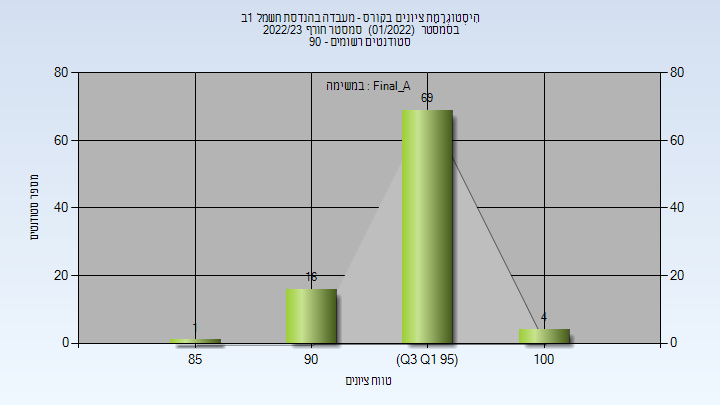 היסטוגרמת ציונים בקורס - מעבדה בהנדסת חשמל 1ב
בסמסטר (01/2022) סמסטר חורף 2022/23
סטודנטים רשומים - 90
במשימה : Final_A
80
60
40
20
0
80
60
40
20
0
מספר סטודנטים
1
16
69
4
85
90
(Q3 Q1 95)
100
טווח ציונים